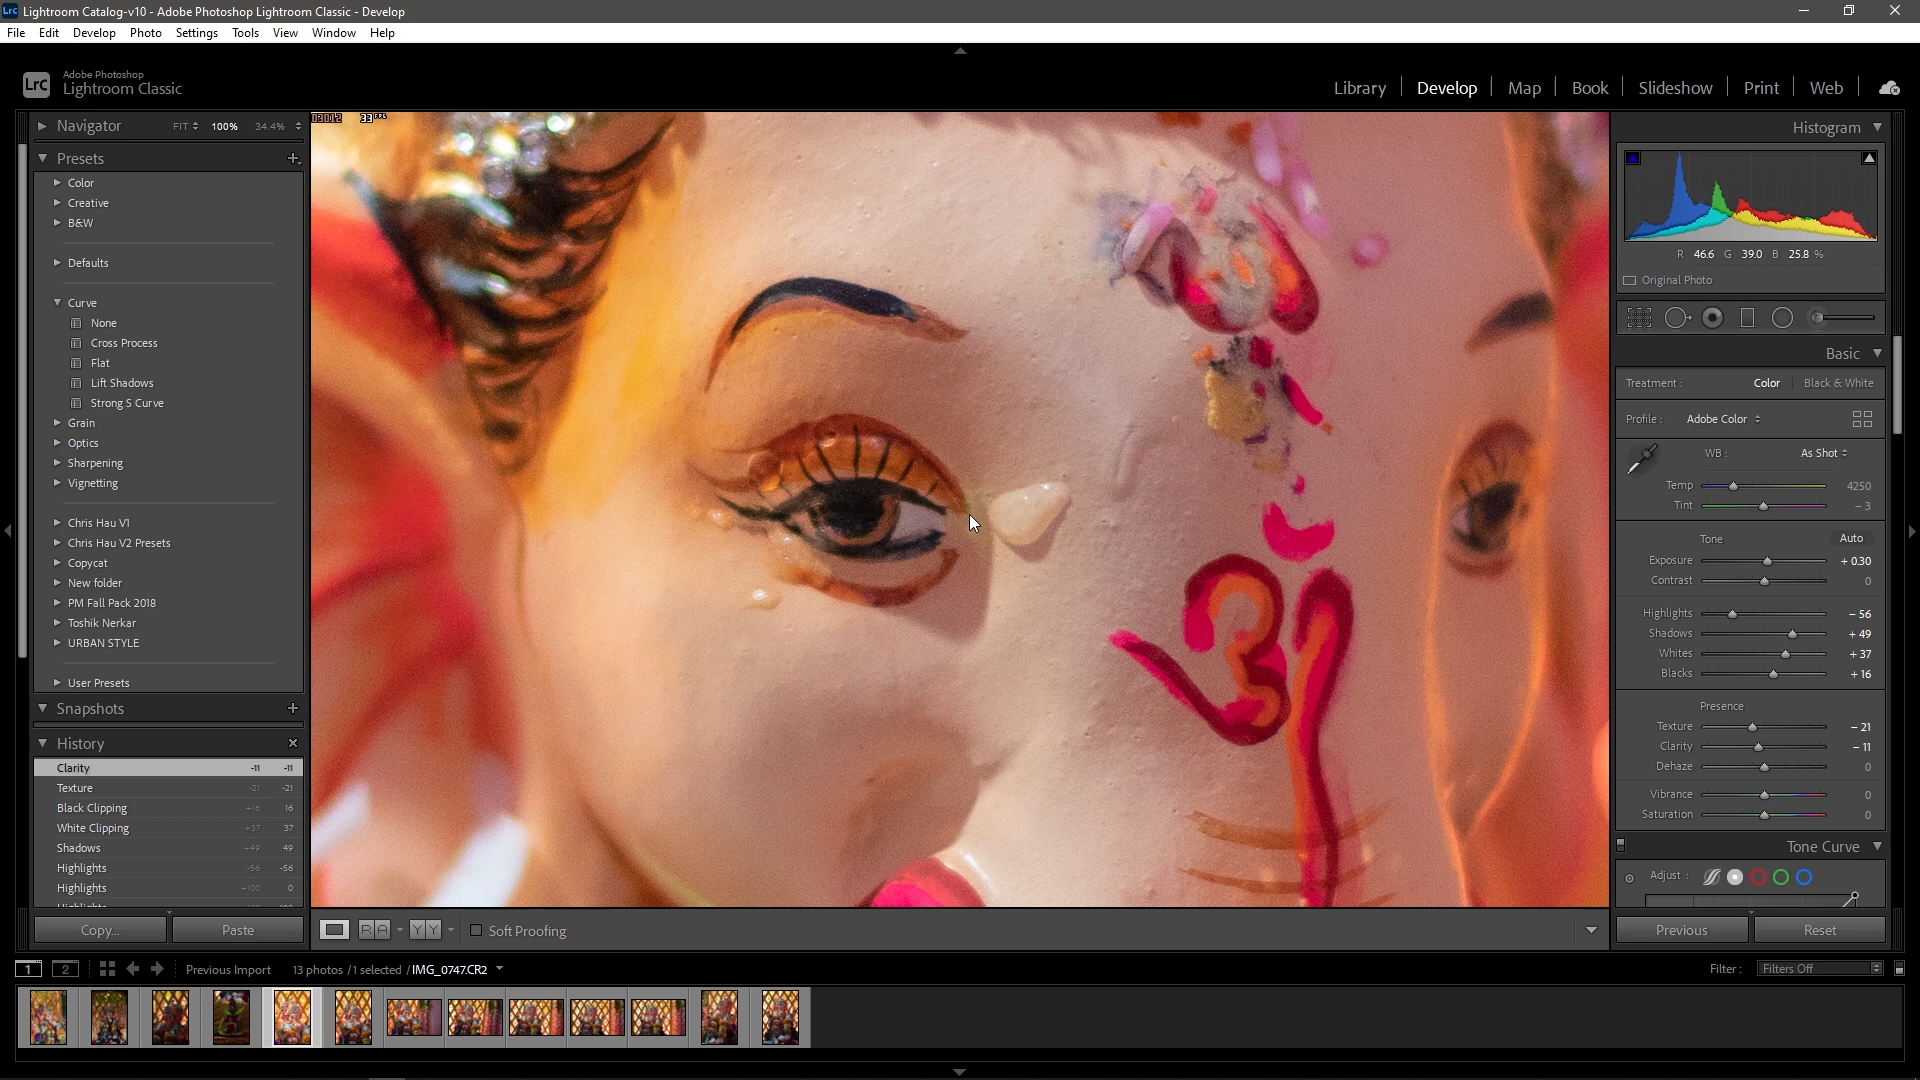 Lrc Lightroom Catalog-v10 - Adobe Photoshop Lightroom Classic - Develop
File Edit Develop Photo Settings Tools View Window Help
LrC Adobe Photoshop
Lightroom Classic
Library Develop Map Book Slideshow Print Web
Navigator FIT 100% 34.4%
03012 33 FPS
Presets
Color
Creative
B&W
Defaults
Curve
None
Cross Process
Flat
Lift Shadows
Strong S Curve
Grain
Optics
Sharpening
Vignetting
Chris Hau V1
Chris Hau V2 Presets
Copycat
New folder
PM Fall Pack 2018
Toshik Nerkar
URBAN STYLE
User Presets
Snapshots
History
Clarity -11 -11
Texture -21 -21
Black Clipping +16 16
White Clipping +37 37
Shadows +49 49
Highlights -56 -56
Highlights +100 0
Copy... Paste
R A Y Y Soft Proofing
Histogram
R 46.6 G 39.0 B 25.8 %
Original Photo
Basic
Treatment : Color Black & White
Profile : Adobe Color
WB : As Shot
Temp 4250
Tint - 3
Tone Auto
Exposure + 0.30
Contrast 0
Highlights - 56
Shadows + 49
Whites + 37
Blacks + 16
Presence
Texture - 21
Clarity - 11
Dehaze 0
Vibrance 0
Saturation 0
Tone Curve
Adjust :
Previous Reset
1 2 Previous Import 13 photos / 1 selected / IMG_0747.CR2
Filter : Filters Off